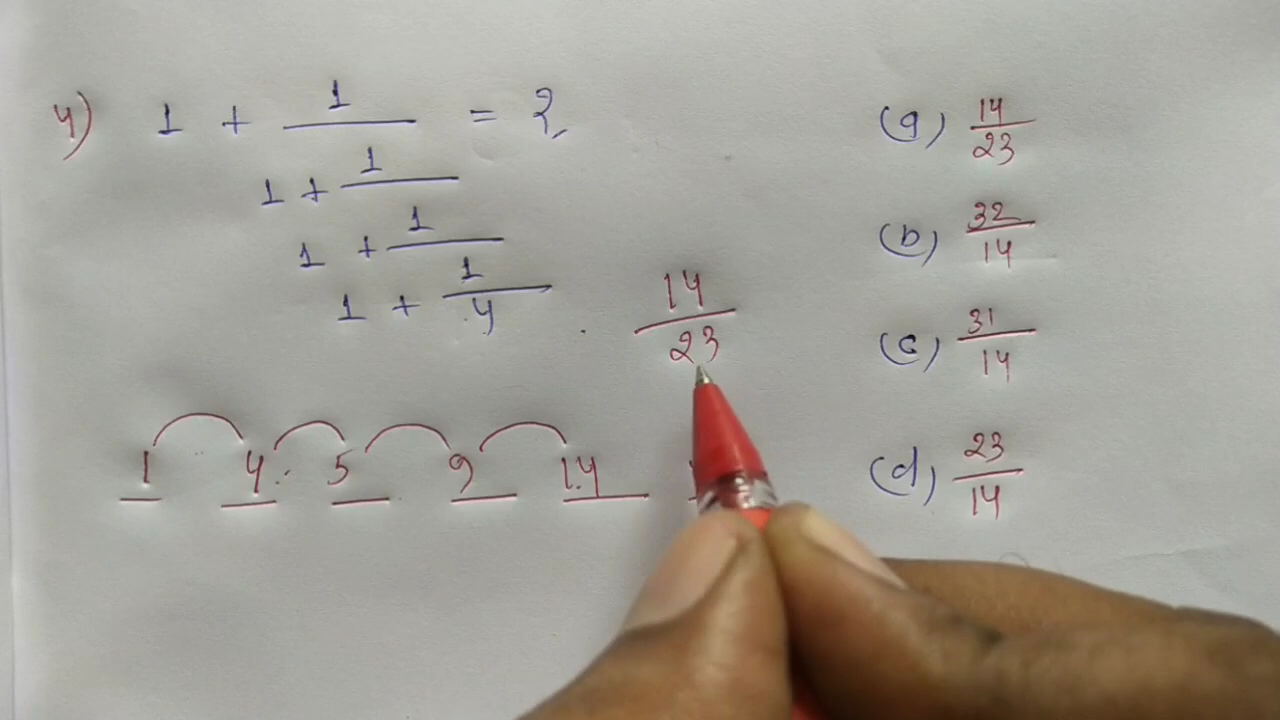 4) 1 + 1 = ?
1 + 1
1 + 1
1 + 1
4
14
23
1 4 5 9 14
(a) 14
23
(b) 32
14
(c) 31
14
(d) 23
14